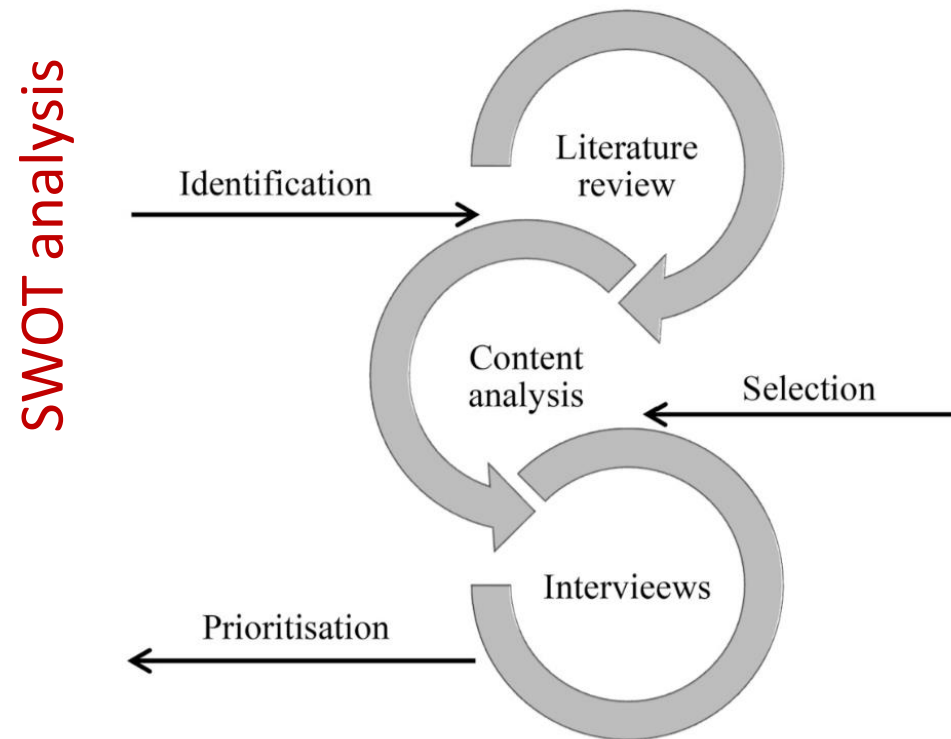 SWOT analysis
Literature
review
Identification
Content
analysis
Selection
Intervieews
Prioritisation